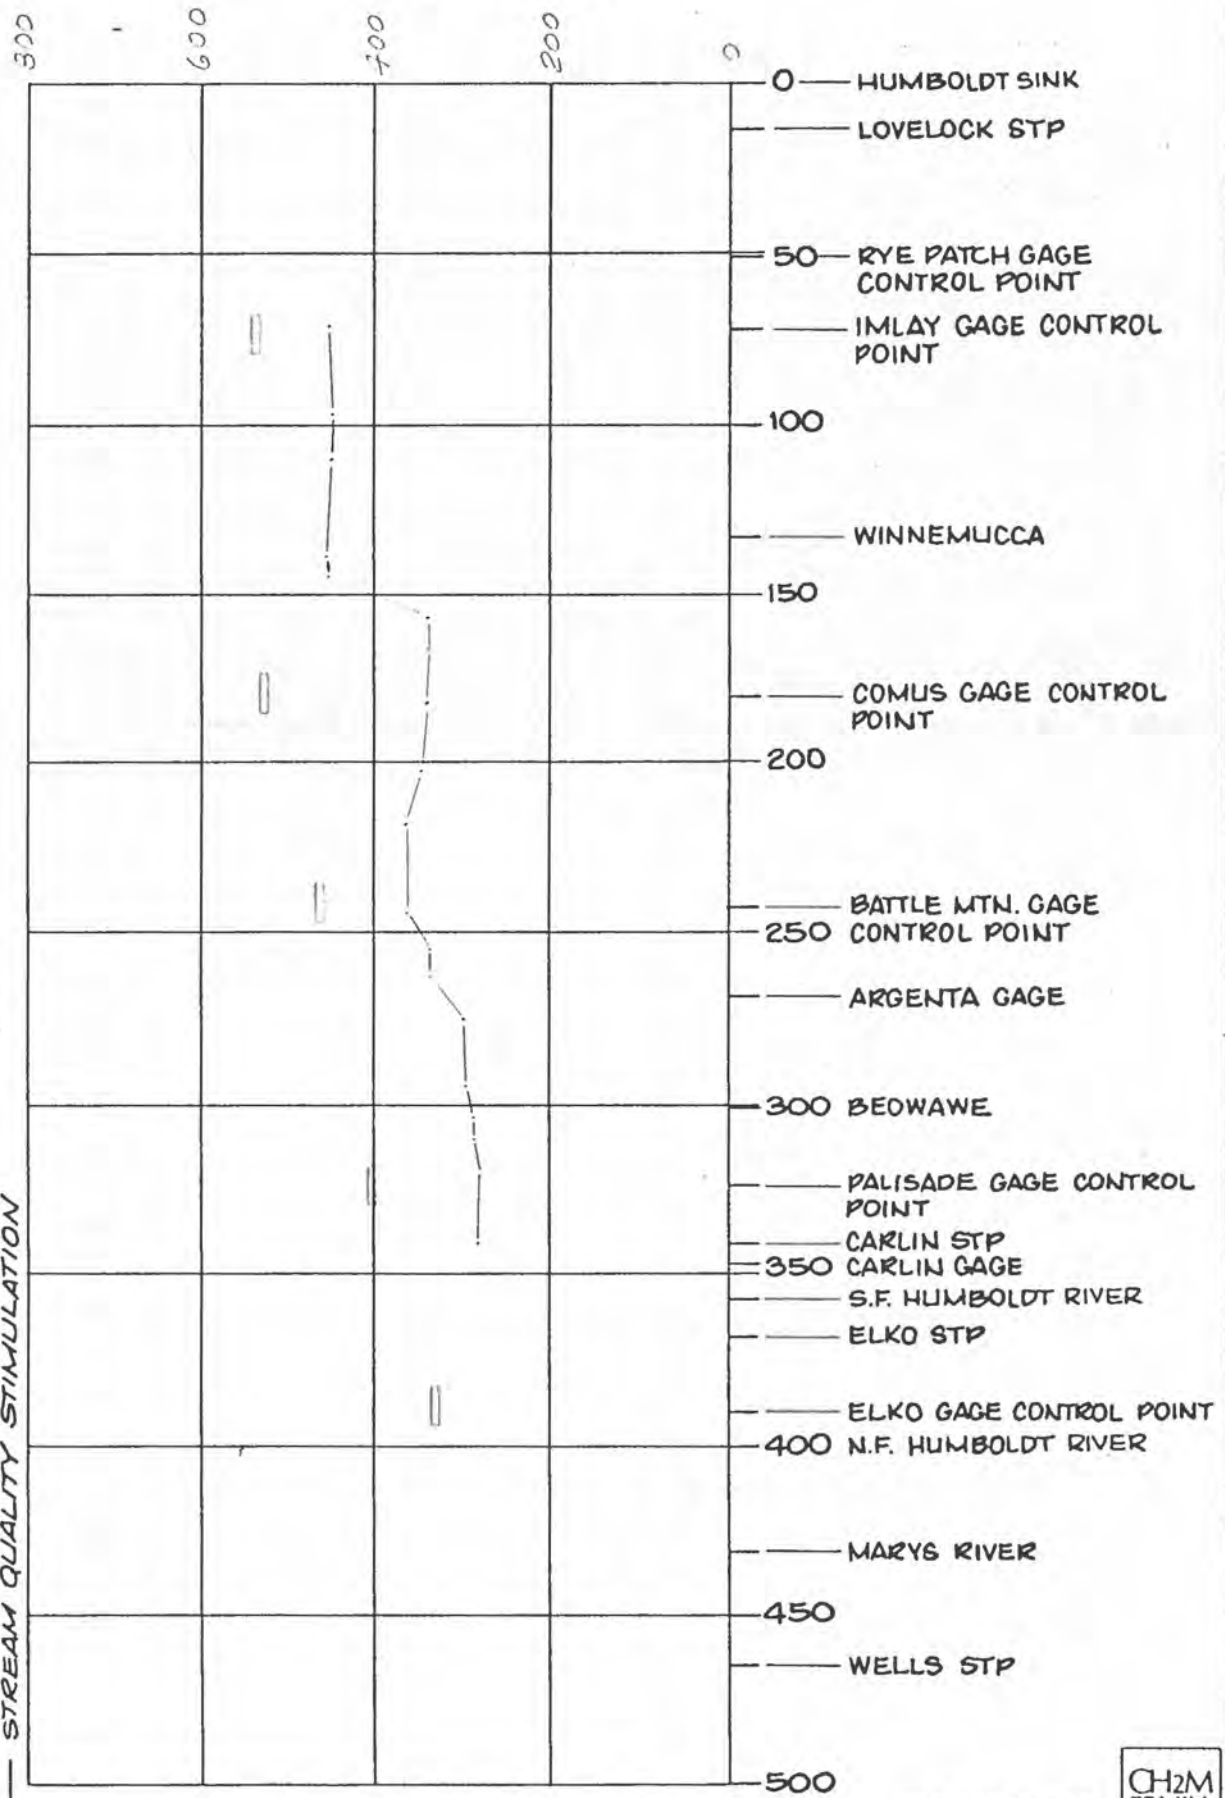 300
600
400
200
0
0 HUMBOLDT SINK
LOVELOCK STP
50 RYE PATCH GAGE
CONTROL POINT
IMLAY GAGE CONTROL
POINT
100
WINNEMUCCA
150
COMUS GAGE CONTROL
POINT
200
BATTLE MTN. GAGE
250 CONTROL POINT
ARGENTA GAGE
300 BEOWAWE
PALISADE GAGE CONTROL
POINT
CARLIN STP
350 CARLIN GAGE
S.F. HUMBOLDT RIVER
ELKO STP
ELKO GAGE CONTROL POINT
400 N.F. HUMBOLDT RIVER
MARYS RIVER
450
WELLS STP
500
STREAM QUALITY STIMULATION
CH2M